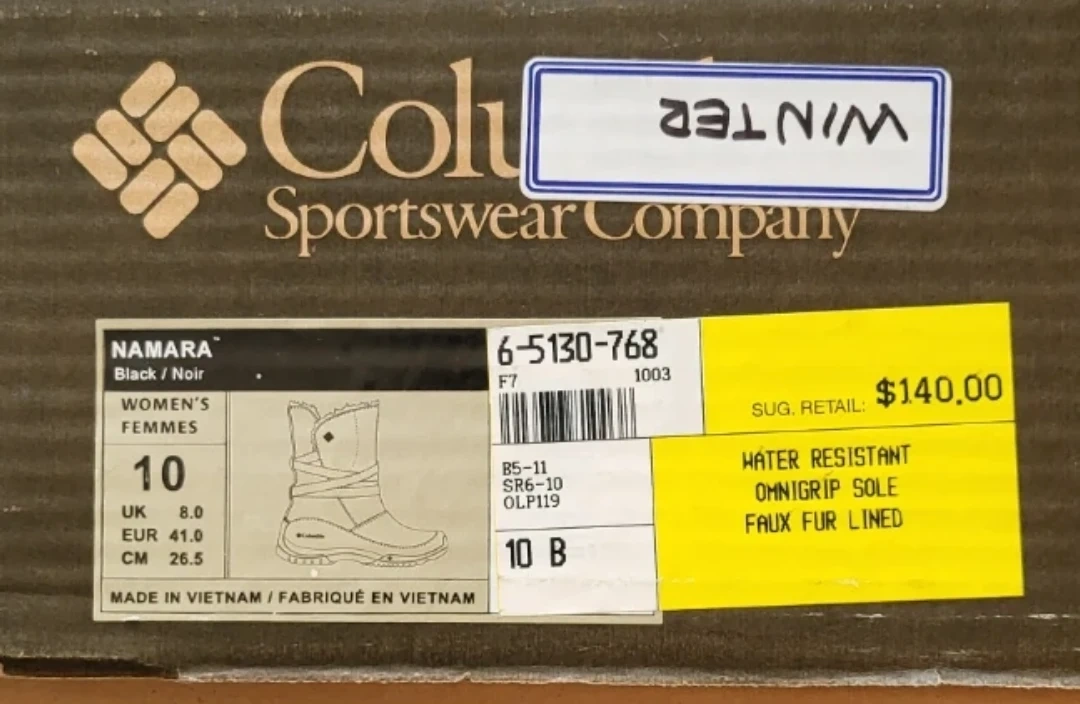 Colu
Sportswear Company
WINTER
NAMARA™
Black / Noir
WOMEN'S
FEMMES
10
UK 8.0
EUR 41.0
CM 26.5
MADE IN VIETNAM / FABRIQUÉ EN VIETNAM
6-5130-768
F7 1003
B5-11
SR6-10
OLP119
10 B
SUG. RETAIL: $140.00
WATER RESISTANT
OMNIGRIP SOLE
FAUX FUR LINED